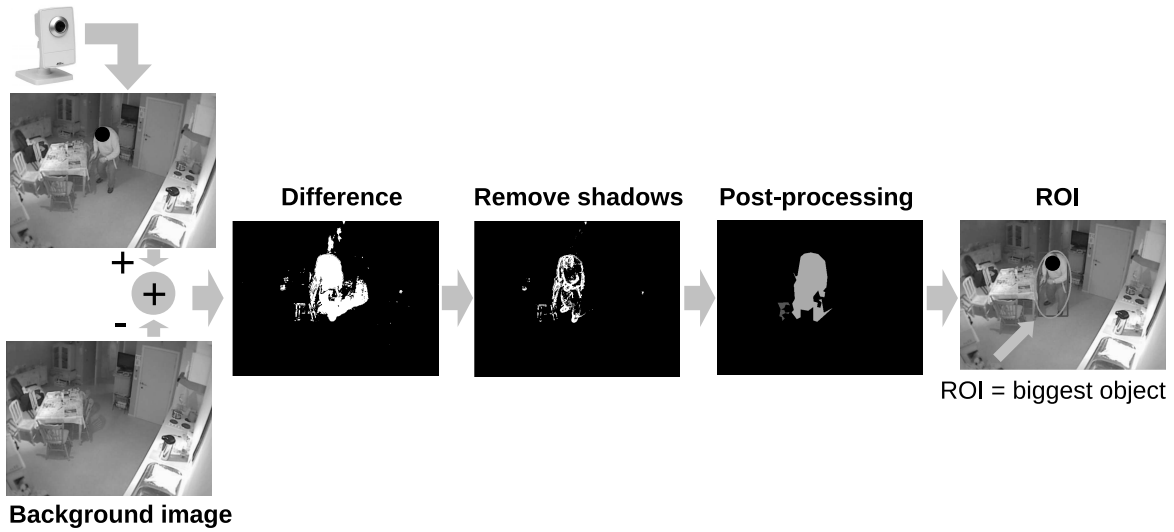 Difference
Remove shadows
Post-processing
ROI
+
+
-
ROI = biggest object
Background image